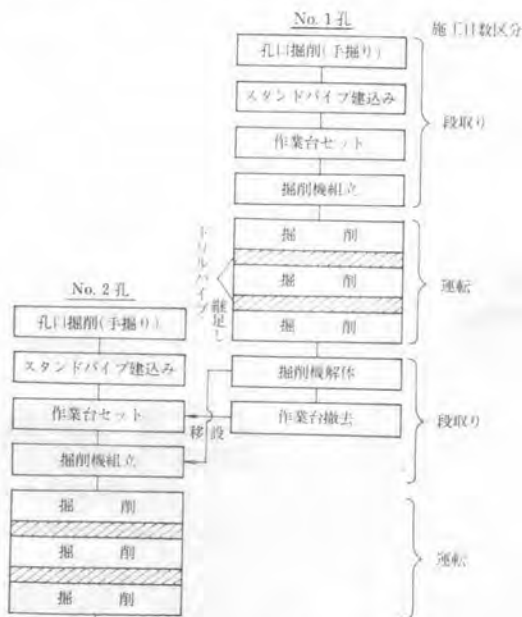 No. 1 孔
施工日数区分
孔口掘削(手掘り)
スタンドパイプ建込み
作業台セット
掘削機組立
段取り
ドリルパイプ
継足し
掘　削
掘　削
掘　削
運転
掘削機解体
作業台撤去
段取り
移設
No. 2 孔
孔口掘削(手掘り)
スタンドパイプ建込み
作業台セット
掘削機組立
掘　削
掘　削
掘　削
運転